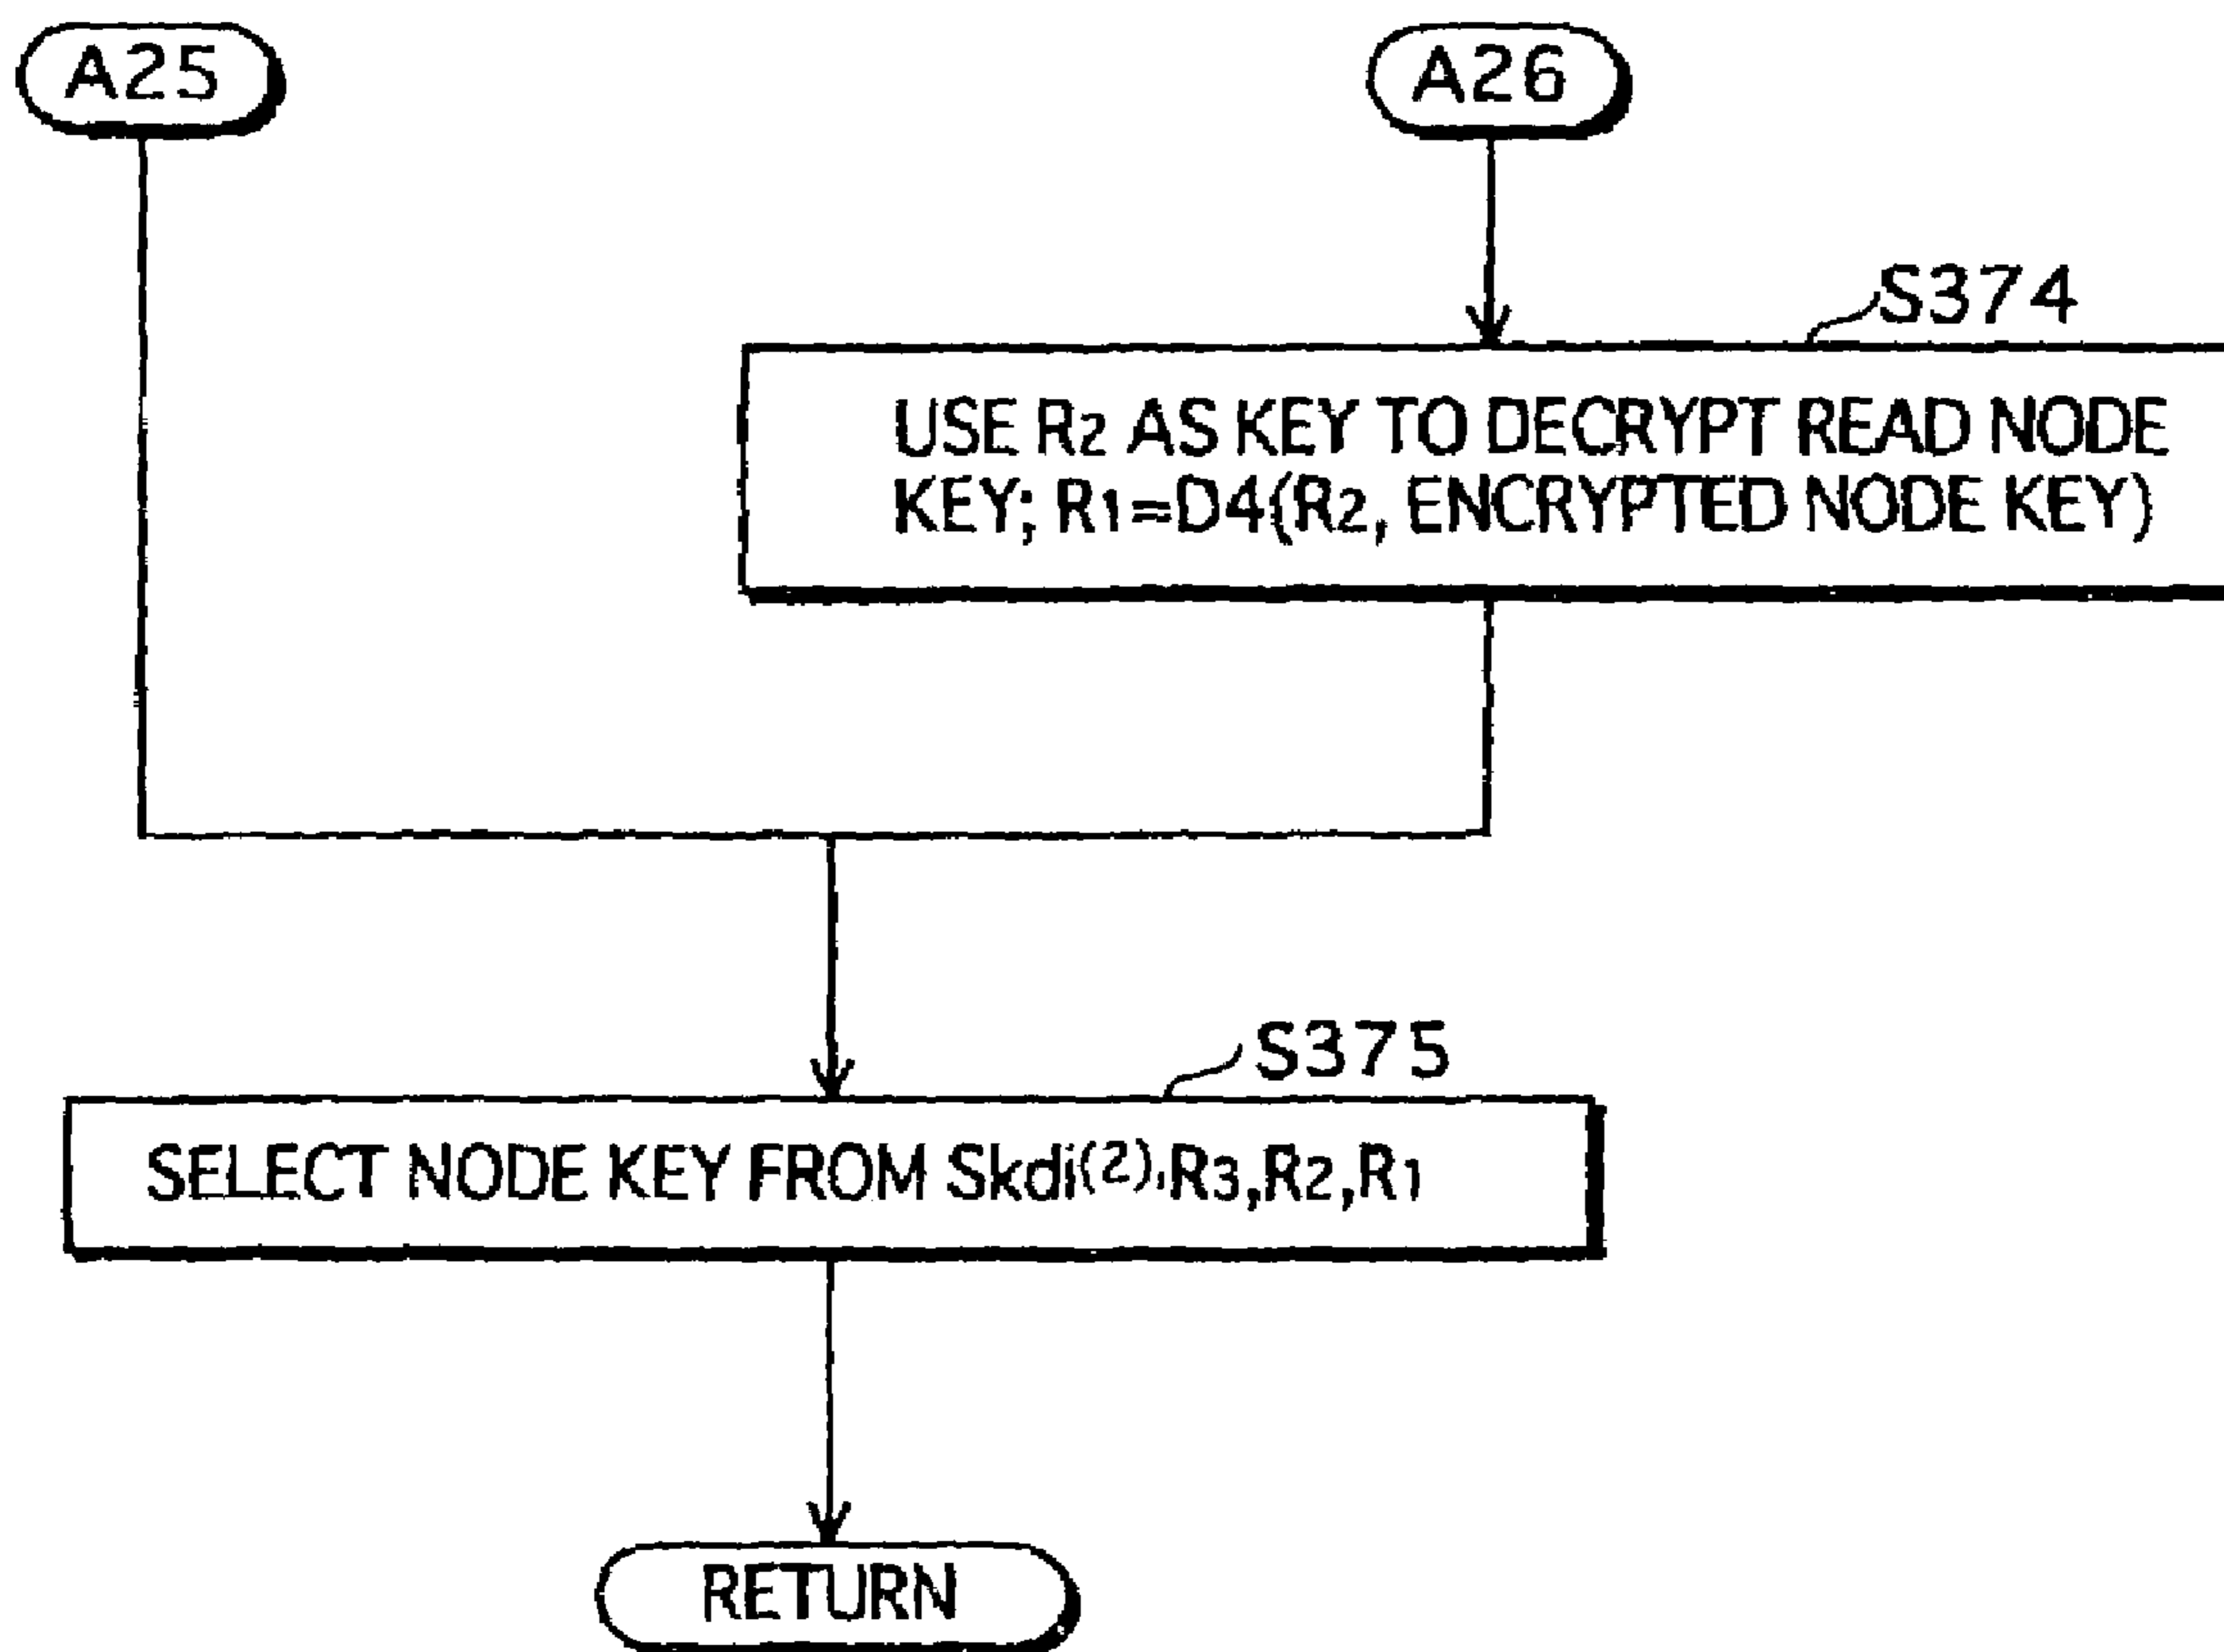 A25
A26
S374
USE R2 AS KEY TO DECRYPT READ NODE
KEY; R1=D4(R2, ENCRYPTED NODE KEY)
S375
SELECT NODE KEY FROM Skdi(2),R3,R2,R1
RETURN